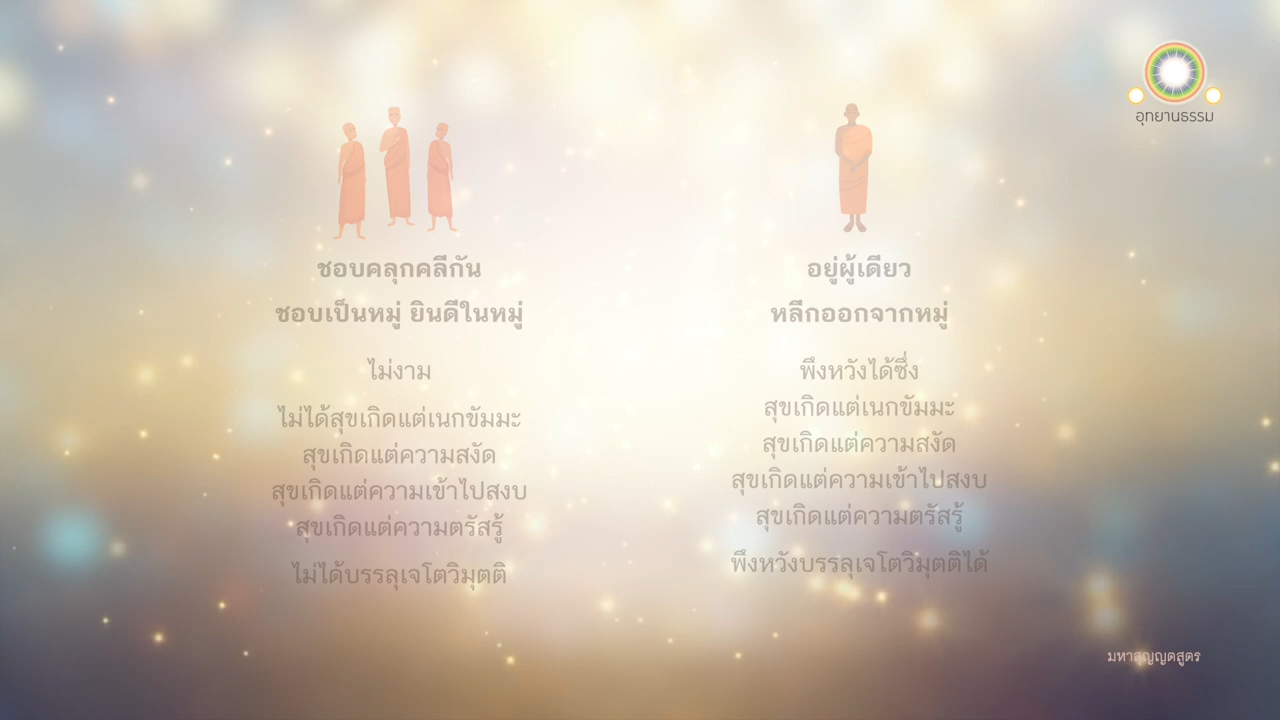 อุทยานธรรม
ชอบคลุกคลีกัน
ชอบเป็นหมู่ ยินดีในหมู่
ไม่งาม
ไม่ได้สุขเกิดแต่เนกขัมมะ
สุขเกิดแต่ความสงัด
สุขเกิดแต่ความเข้าไปสงบ
สุขเกิดแต่ความตรัสรู้
ไม่ได้บรรลุเจโตวิมุตติ
อยู่ผู้เดียว
หลีกออกจากหมู่
พึงหวังได้ซึ่ง
สุขเกิดแต่เนกขัมมะ
สุขเกิดแต่ความสงัด
สุขเกิดแต่ความเข้าไปสงบ
สุขเกิดแต่ความตรัสรู้
พึงหวังบรรลุเจโตวิมุตติได้
มหาสุญญตสูตร